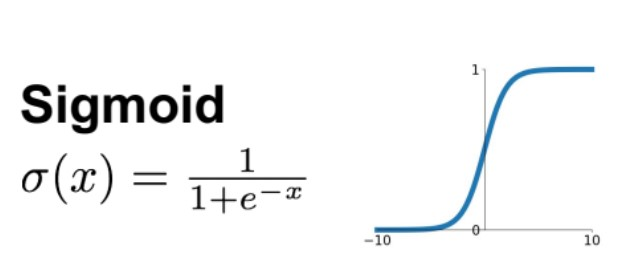 Sigmoid
σ(x) = 1/(1+e^−x)
1
0
−10
10